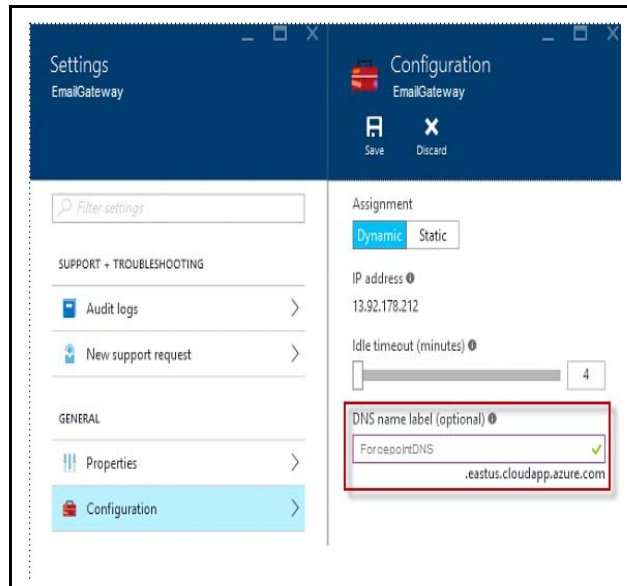 Settings
EmailGateway
Filter settings
SUPPORT + TROUBLESHOOTING
Audit logs
New support request
GENERAL
Properties
Configuration
Configuration
EmailGateway
Save Discard
Assignment
Dynamic Static
IP address
13.92.178.212
Idle timeout (minutes)
4
DNS name label (optional)
ForcepointDNS
.eastus.cloudapp.azure.com